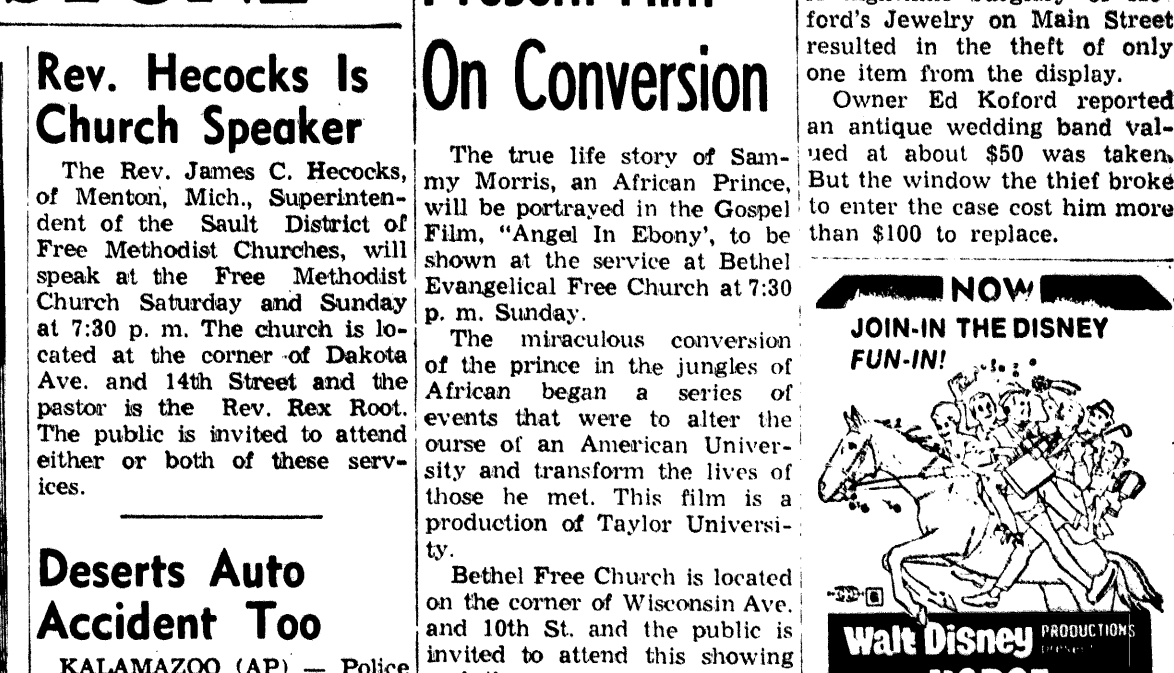 Rev. Hecocks Is
Church Speaker
The Rev. James C. Hecocks,
of Menton, Mich., Superinten-
dent of the Sault District of
Free Methodist Churches, will
speak at the Free Methodist
Church Saturday and Sunday
at 7:30 p. m. The church is lo-
cated at the corner of Dakota
Ave. and 14th Street and the
pastor is the Rev. Rex Root.
The public is invited to attend
either or both of these serv-
ices.
Deserts Auto
Accident Too
KALAMAZOO (AP) — Police
On Conversion
The true life story of Sam-
my Morris, an African Prince,
will be portrayed in the Gospel
Film, "Angel In Ebony', to be
shown at the service at Bethel
Evangelical Free Church at 7:30
p. m. Sunday.
The miraculous conversion
of the prince in the jungles of
African began a series of
events that were to alter the
ourse of an American Univer-
sity and transform the lives of
those he met. This film is a
production of Taylor Universi-
ty.
Bethel Free Church is located
on the corner of Wisconsin Ave.
and 10th St. and the public is
invited to attend this showing
ford's Jewelry on Main Street
resulted in the theft of only
one item from the display.
Owner Ed Koford reported
an antique wedding band val-
ued at about $50 was taken.
But the window the thief broke
to enter the case cost him more
than $100 to replace.
NOW
JOIN-IN THE DISNEY
FUN-IN!
Walt Disney PRODUCTIONS